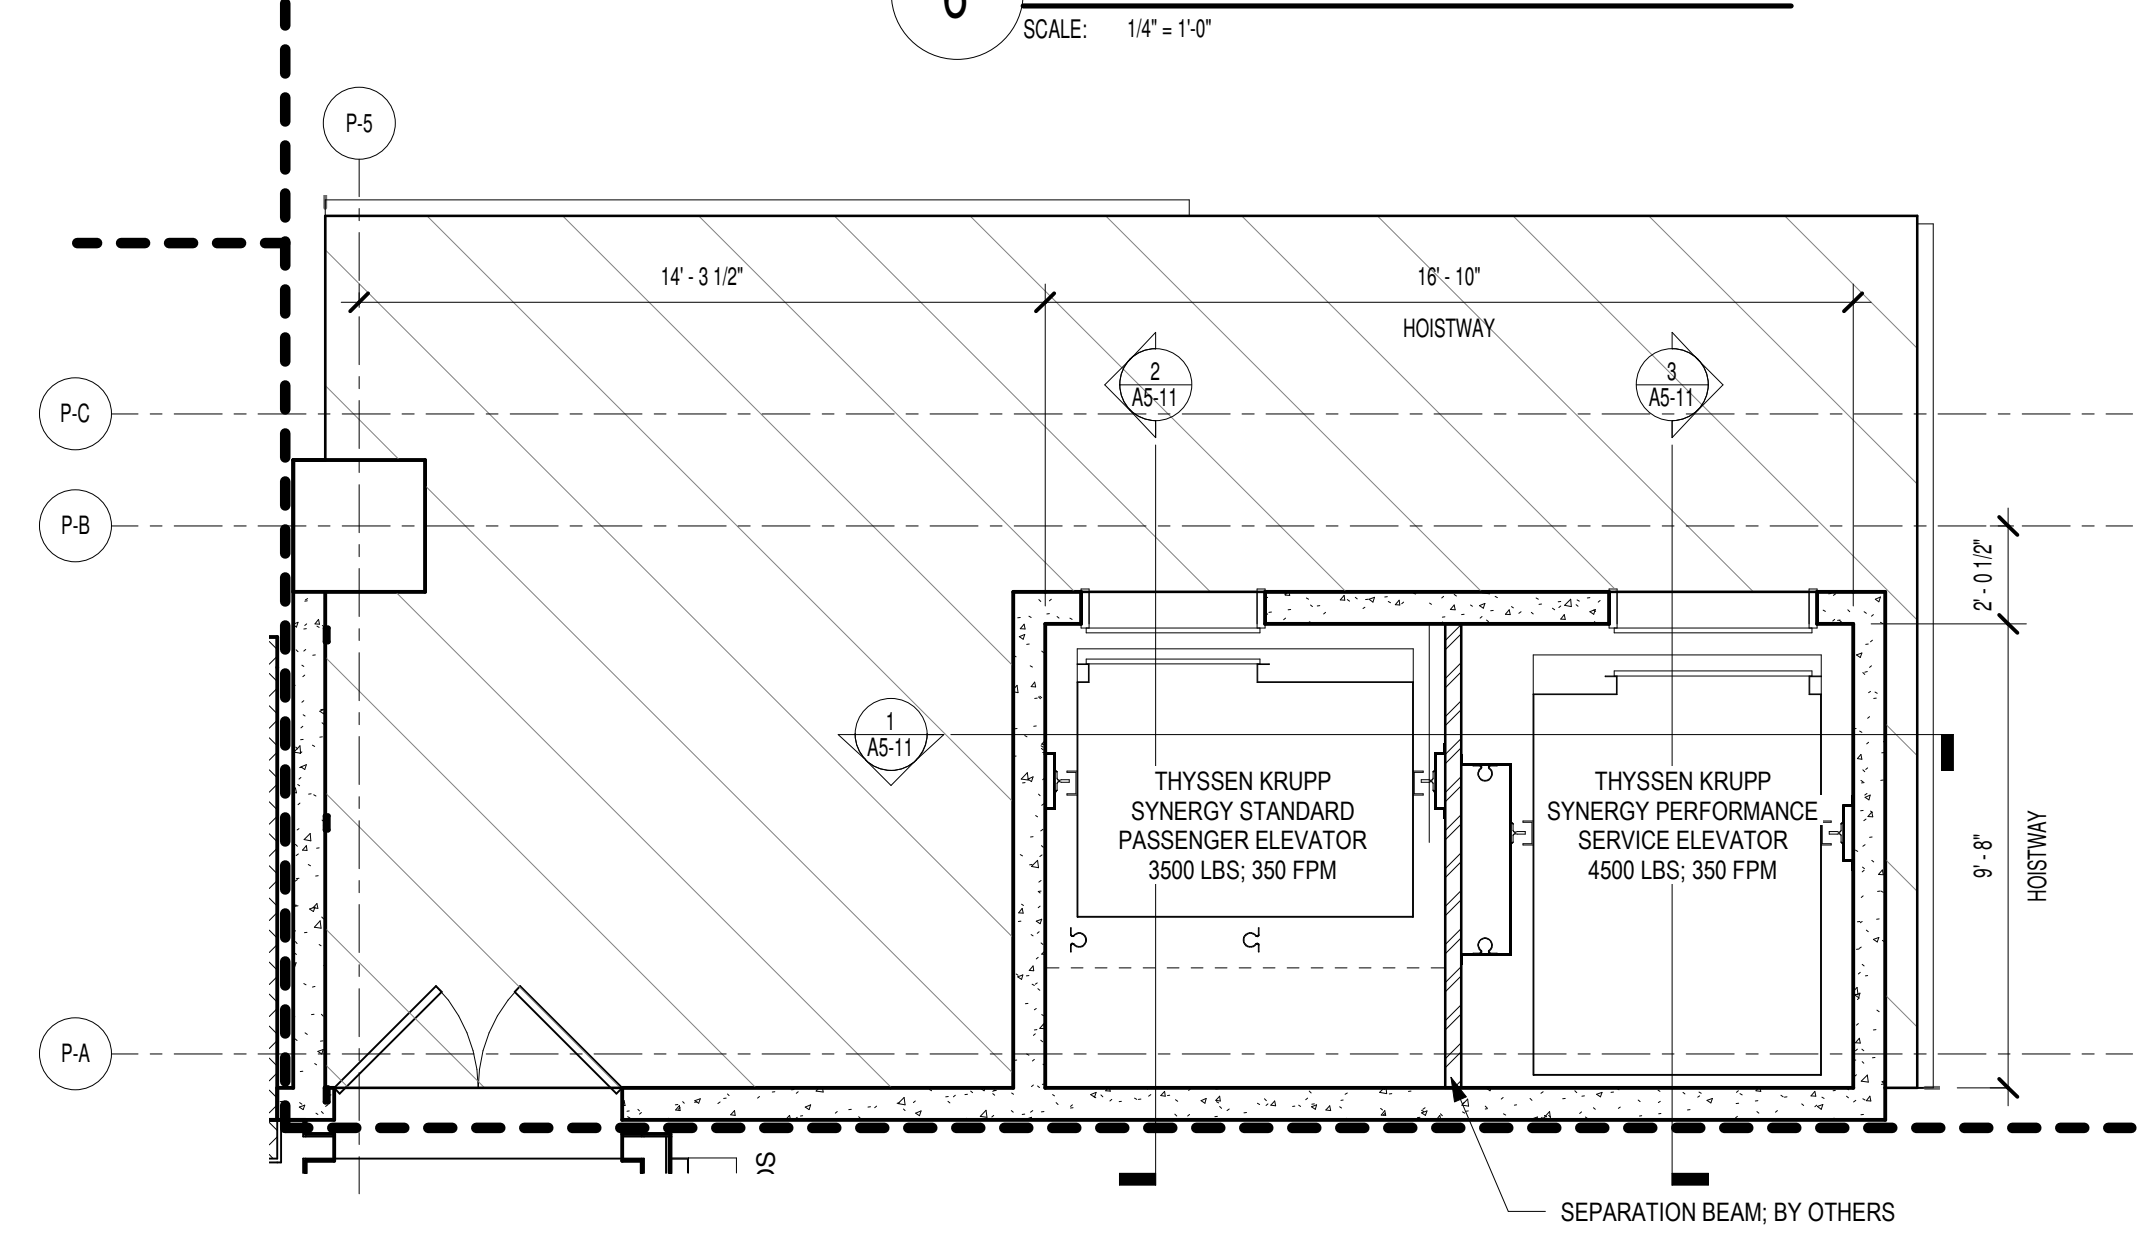 SCALE: 1/4" = 1'-0"
P-5
14' - 3 1/2"
16' - 10"
HOISTWAY
2
A5-11
3
A5-11
P-C
P-B
2' - 0 1/2"
1
A5-11
THYSSEN KRUPP
SYNERGY STANDARD
PASSENGER ELEVATOR
3500 LBS; 350 FPM
THYSSEN KRUPP
SYNERGY PERFORMANCE
SERVICE ELEVATOR
4500 LBS; 350 FPM
9' - 8"
HOISTWAY
P-A
SEPARATION BEAM; BY OTHERS